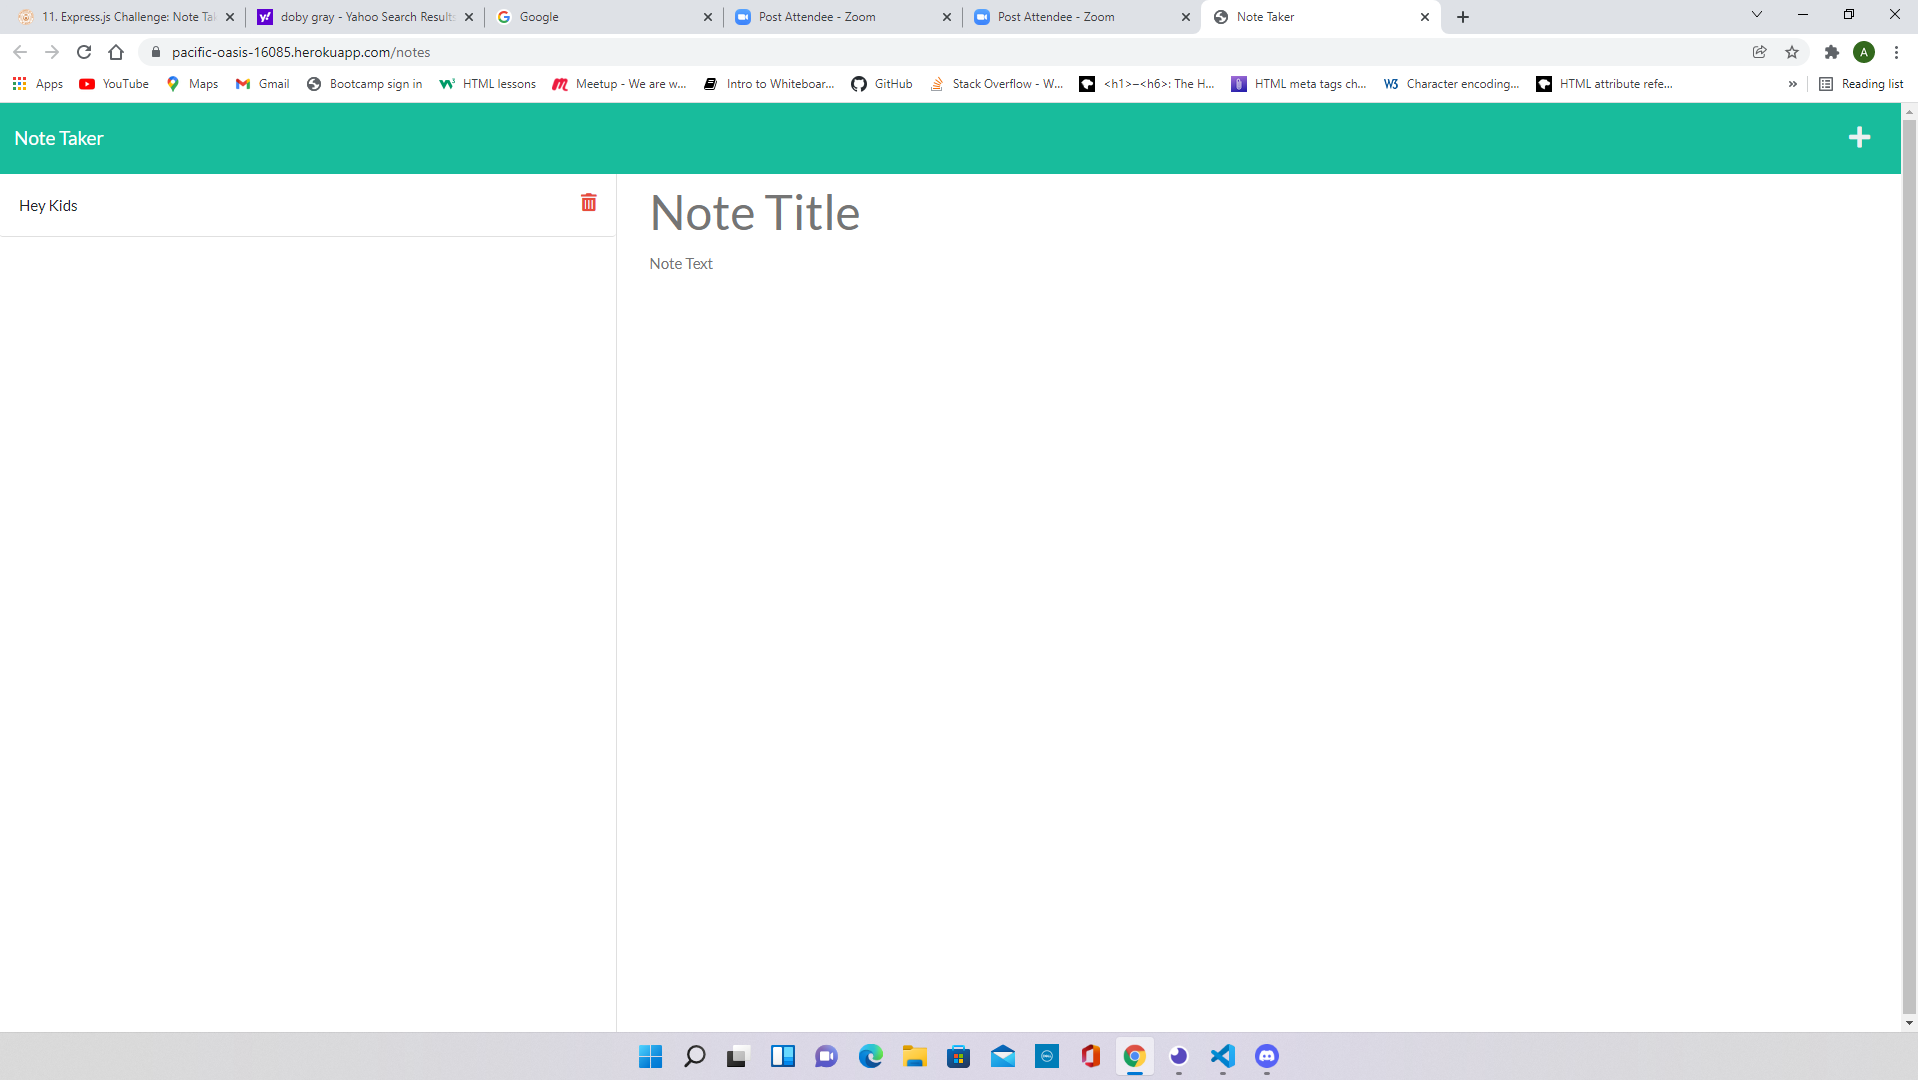 11. Express.js Challenge: Note Tak
doby gray - Yahoo Search Results
Google
Post Attendee - Zoom
Post Attendee - Zoom
Note Taker
pacific-oasis-16085.herokuapp.com/notes
A
Apps
YouTube
Maps
Gmail
Bootcamp sign in
HTML lessons
Meetup - We are w...
Intro to Whiteboar...
GitHub
Stack Overflow - W...
<h1>–<h6>: The H...
HTML meta tags ch...
Character encoding...
HTML attribute refe...
»
Reading list
Note Taker
Hey Kids
Note Title
Note Text